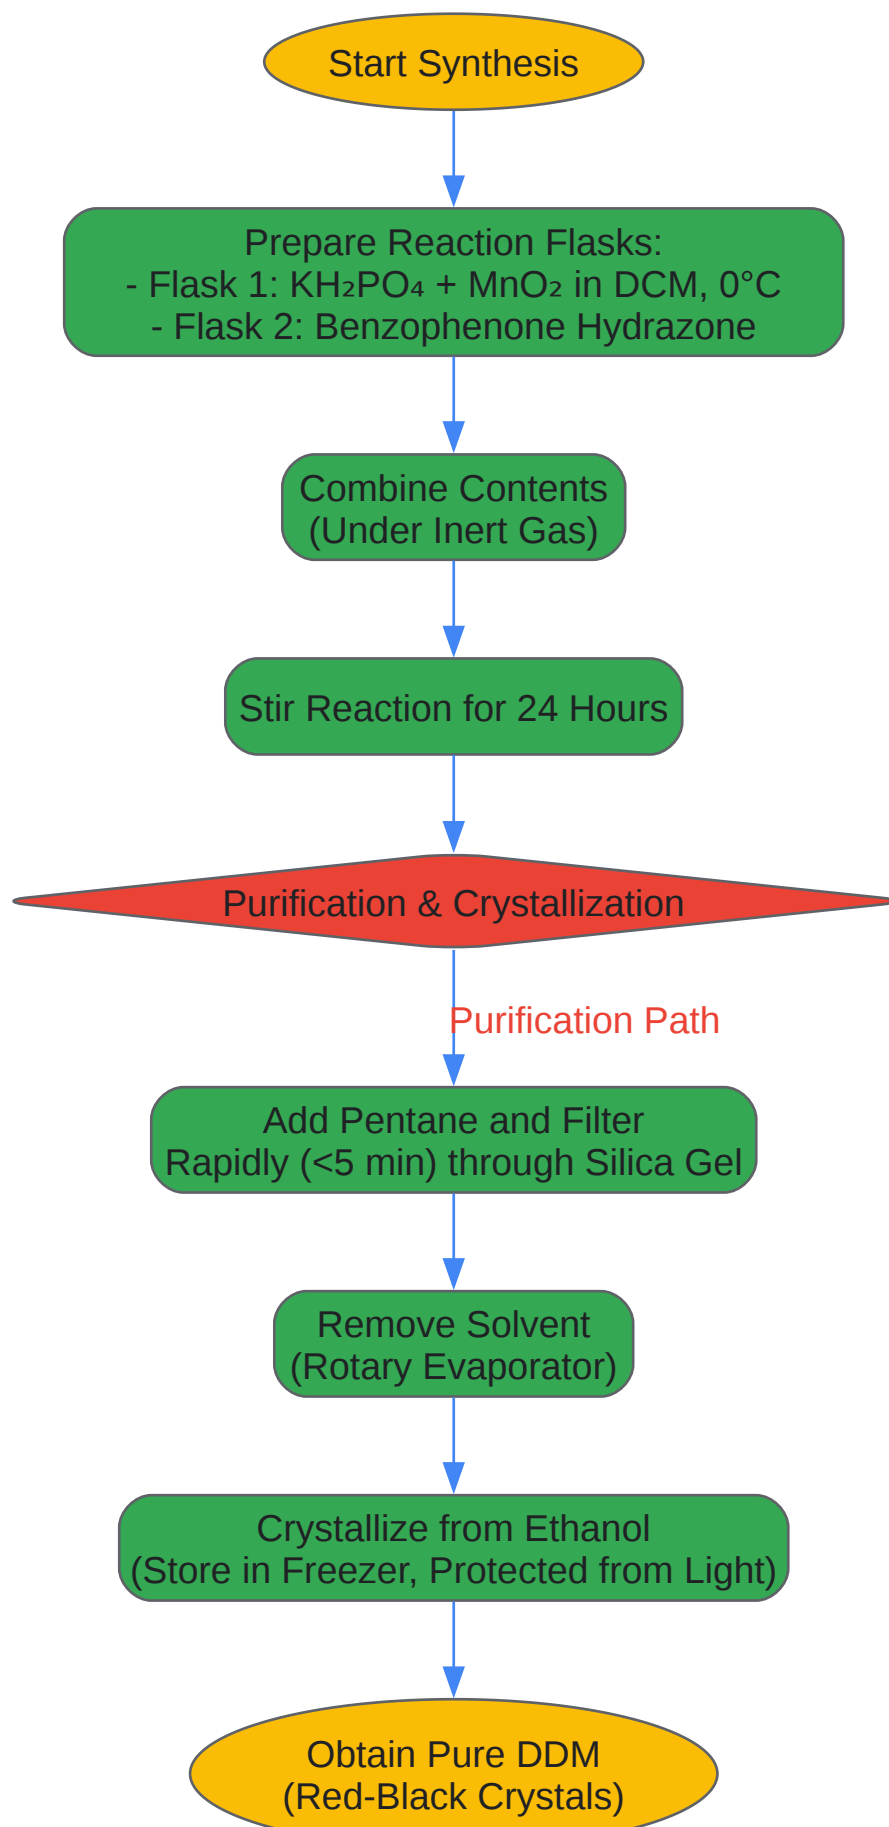 Start Synthesis
Prepare Reaction Flasks:
- Flask 1: KH₂PO₄ + MnO₂ in DCM, 0°C
- Flask 2: Benzophenone Hydrazone
Combine Contents
(Under Inert Gas)
Stir Reaction for 24 Hours
Purification & Crystallization
Purification Path
Add Pentane and Filter
Rapidly (<5 min) through Silica Gel
Remove Solvent
(Rotary Evaporator)
Crystallize from Ethanol
(Store in Freezer, Protected from Light)
Obtain Pure DDM
(Red-Black Crystals)